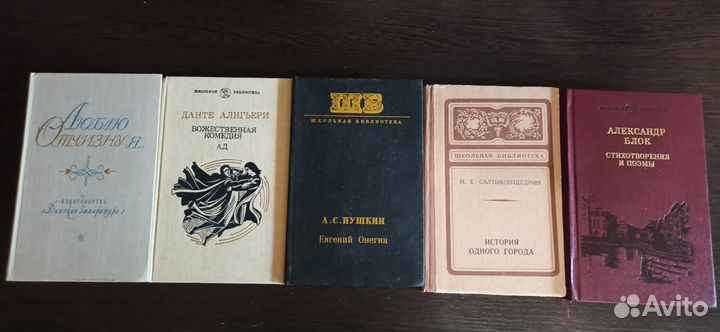 Люблю
Отчизну я...
ИЗДАТЕЛЬСТВО
«Детская литература»
ШКОЛЬНАЯ БИБЛИОТЕКА
ДАНТЕ АЛИГЬЕРИ
БОЖЕСТВЕННАЯ
КОМЕДИЯ
АД
ШБ
ШКОЛЬНАЯ БИБЛИОТЕКА
А.С.ПУШКИН
Евгений Онегин
ШКОЛЬНАЯ БИБЛИОТЕКА
М. Е. САЛТЫКОВ-ЩЕДРИН
ИСТОРИЯ
ОДНОГО ГОРОДА
АЛЕКСАНДР
БЛОК
СТИХОТВОРЕНИЯ
И ПОЭМЫ
Avito